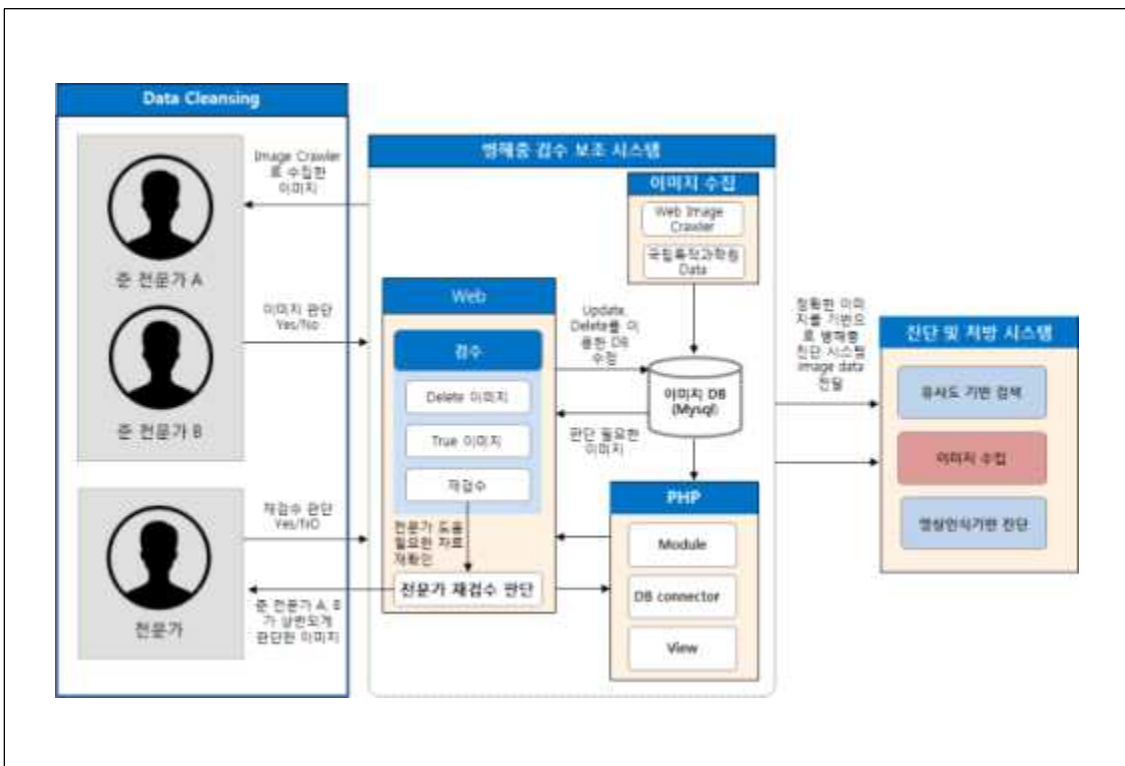 Data Cleansing
Image Crawler
로 수집한
이미지
준 전문가 A
이미지 판단
Yes/No
준 전문가 B
재검수 판단
Yes/NO
전문가
준 전문가 A, B
가 상반되게
판단한 이미지
병해충 검수 보조 시스템
이미지 수집
Web Image
Crawler
국립특작과학원
Data
Web
검수
Delete 이미지
True 이미지
재검수
전문가 도움
필요한 자료
재확인
전문가 재검수 판단
Update,
Delete를 이
용한 DB
수정
이미지 DB
(Mysql)
판단 필요한
이미지
PHP
Module
DB connector
View
정확한 이미
지를 기반으
로 병해충
진단 시스템
image data
전달
진단 및 처방 시스템
유사도 기반 검색
이미지 수집
영상인식기반 진단